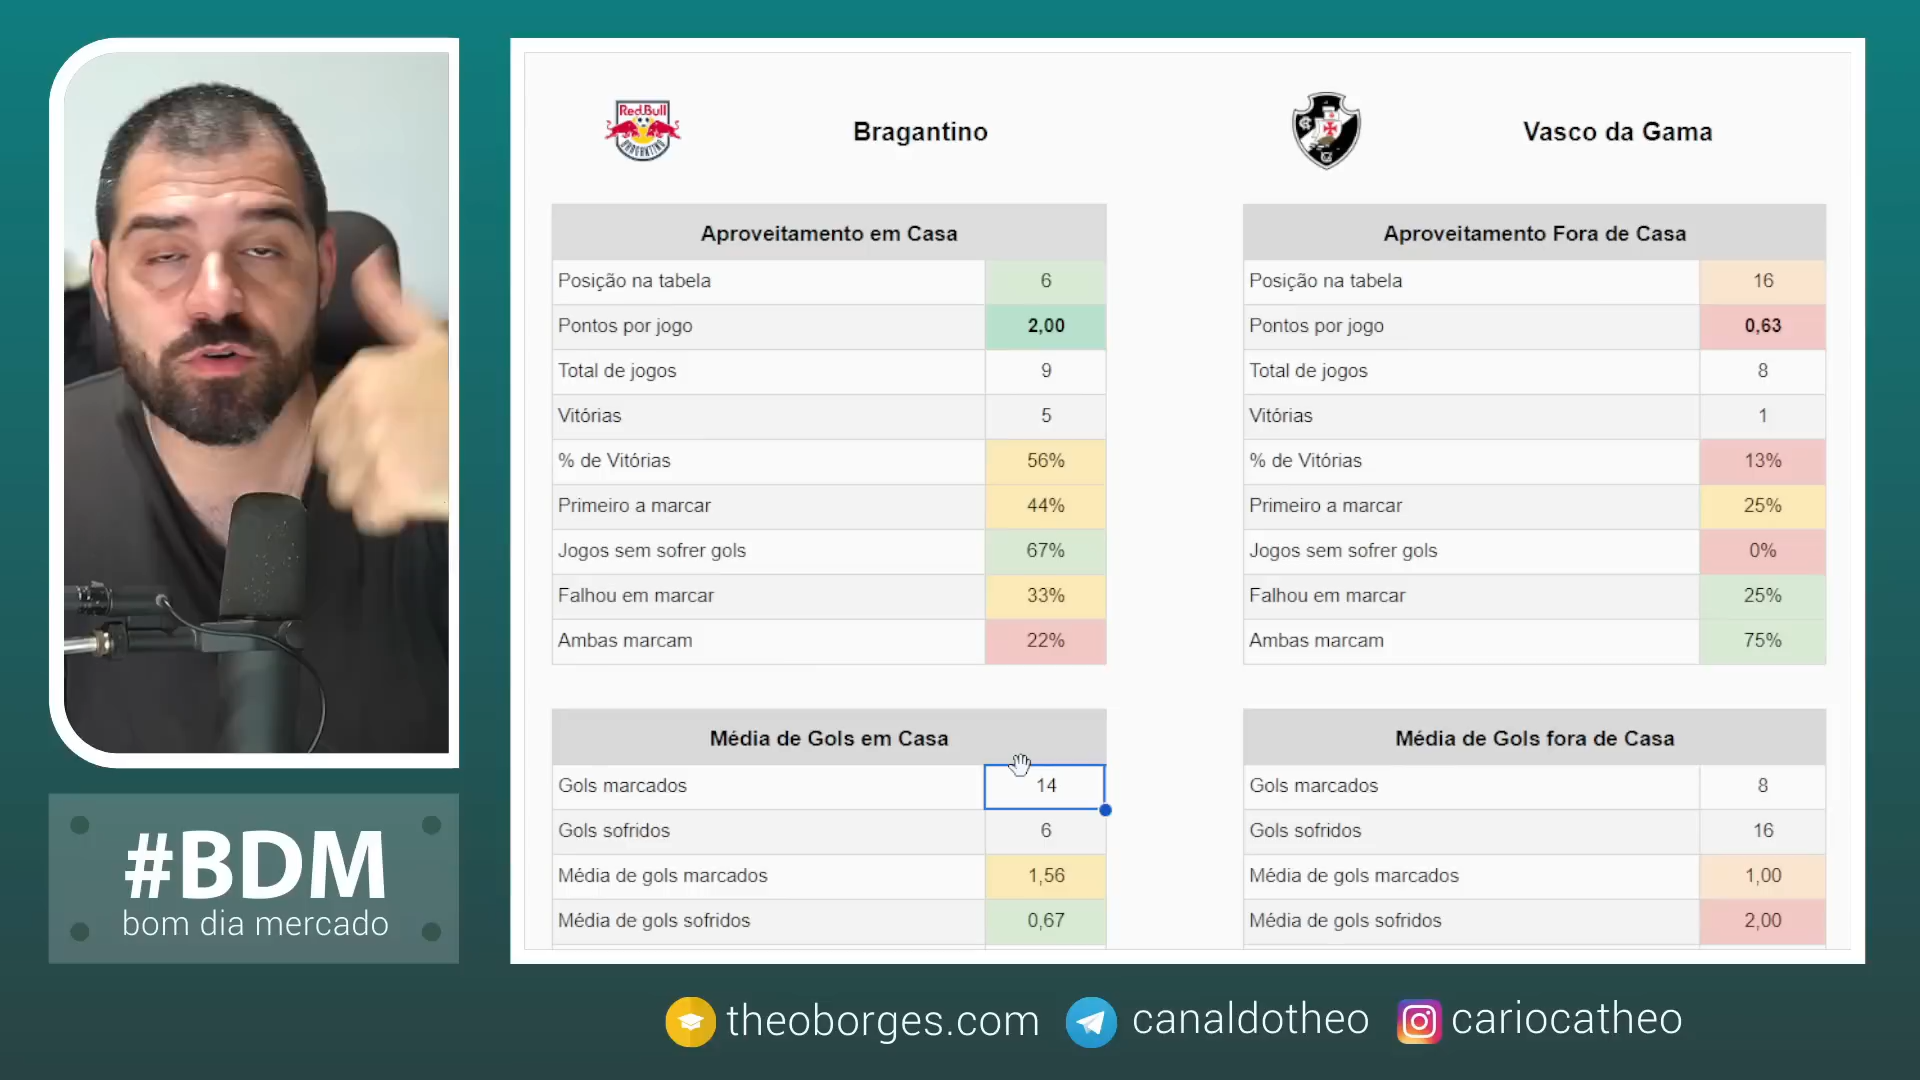 Red Bull
BRAGANTINO
Bragantino
Vasco da Gama
Aproveitamento em Casa
Posição na tabela 6
Pontos por jogo 2,00
Total de jogos 9
Vitórias 5
% de Vitórias 56%
Primeiro a marcar 44%
Jogos sem sofrer gols 67%
Falhou em marcar 33%
Ambas marcam 22%
Aproveitamento Fora de Casa
Posição na tabela 16
Pontos por jogo 0,63
Total de jogos 8
Vitórias 1
% de Vitórias 13%
Primeiro a marcar 25%
Jogos sem sofrer gols 0%
Falhou em marcar 25%
Ambas marcam 75%
Média de Gols em Casa
Gols marcados 14
Gols sofridos 6
Média de gols marcados 1,56
Média de gols sofridos 0,67
Média de Gols fora de Casa
Gols marcados 8
Gols sofridos 16
Média de gols marcados 1,00
Média de gols sofridos 2,00
#BDM
bom dia mercado
theoborges.com
canaldotheo
cariocatheo